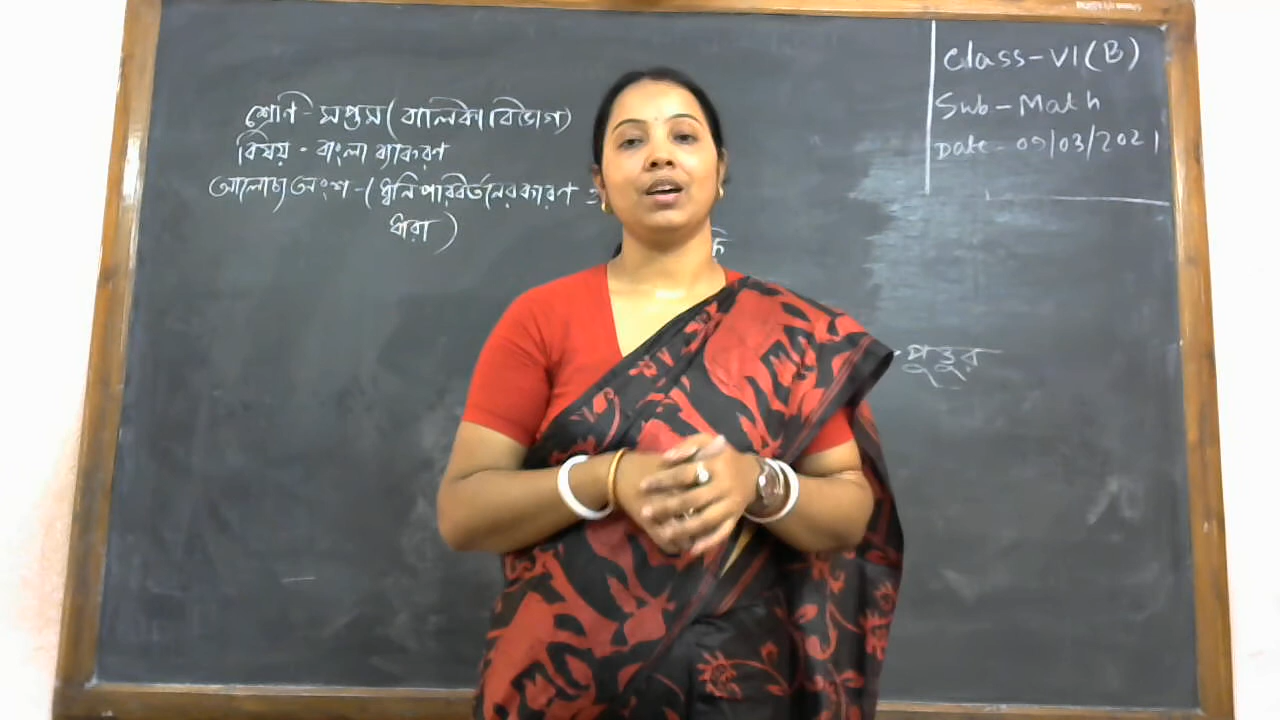 শ্রেণি - সপ্তম ( বালিকা বিভাগ)
বিষয় - বাংলা ব্যাকরণ
আলোচ্য অংশ - ( ধ্বনি পরিবর্তনের কারণ ও
ধারা )
Class - VI (B)
Sub - Math
Date - 09/03/2021